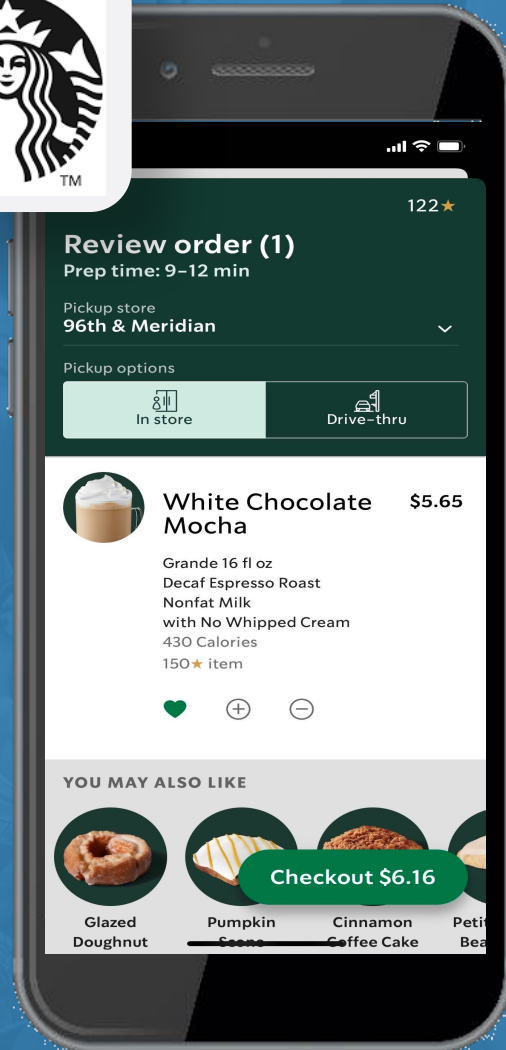 TM
122★
Review order (1)
Prep time: 9–12 min
Pickup store
96th & Meridian
Pickup options
In store
Drive–thru
White Chocolate
Mocha
$5.65
Grande 16 fl oz
Decaf Espresso Roast
Nonfat Milk
with No Whipped Cream
430 Calories
150★ item
YOU MAY ALSO LIKE
Checkout $6.16
Glazed
Doughnut
Pumpkin
Scone
Cinnamon
Coffee Cake